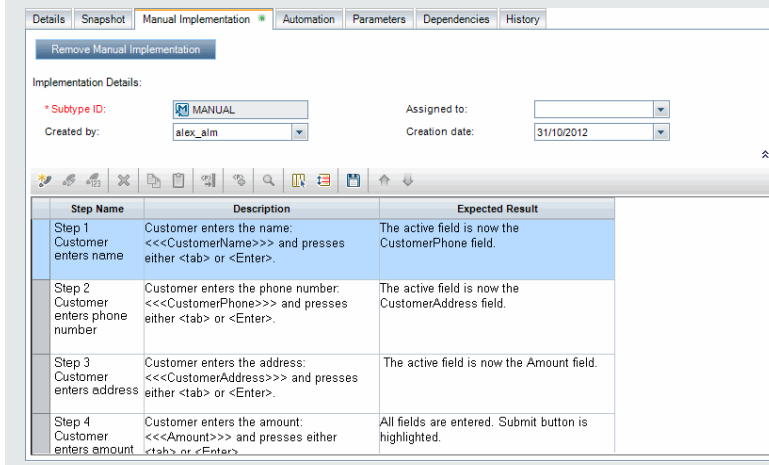 Details Snapshot Manual Implementation * Automation Parameters Dependencies History
Remove Manual Implementation
Implementation Details:
* Subtype ID: MANUAL Assigned to:
Created by: alex_alm Creation date: 31/10/2012
Step Name Description Expected Result
Step 1 Customer enters the name: The active field is now the
Customer <<<CustomerName>>> and presses CustomerPhone field.
enters name either <tab> or <Enter>.
Step 2 Customer enters the phone number: The active field is now the
Customer <<<CustomerPhone>>> and presses CustomerAddress field.
enters phone either <tab> or <Enter>.
number
Step 3 Customer enters the address: The active field is now the Amount field.
Customer <<<CustomerAddress>>> and presses
enters address either <tab> or <Enter>.
Step 4 Customer enters the amount: All fields are entered. Submit button is
Customer <<<Amount>>> and presses either highlighted.
enters amount <tab> or <Enter>